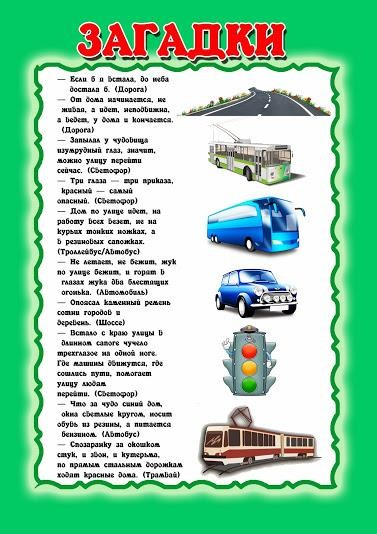 ЗАГАДКИ
— Если б я встала, до неба
достала б. (Дорога)
— От дома начинается, не
живая, а идет, неподвижна,
а ведет, у дома и кончается.
(Дорога)
— Запылал у чудовища
изумрудный глаз, значит,
можно улицу перейти
сейчас. (Светофор)
— Три глаза — три приказа,
красный — самый
опасный. (Светофор)
— Дом по улице идет, на
работу всех везет, не на
курьих тонких ножках, а
в резиновых сапожках.
(Троллейбус/Автобус)
— Не летает, не бежит, жук
по улице бежит, и горят в
глазах жука два блестящих
огонька. (Автомобиль)
— Опоясал каменный ремень
сотни городов и
деревень. (Шоссе)
— Встало с краю улицы в
длинном сапоге чучело
трехглазое на одной ноге.
Где машины движутся, где
сошлись пути, помогает
улицу людям
перейти. (Светофор)
— Что за чудо синий дом,
окна светлые кругом, носит
обувь из резины, а питается
бензином. (Автобус)
— Спозаранку за окошком
стук, и звон, и кутерьма,
по прямым стальным дорожкам
ходят красные дома. (Трамвай)